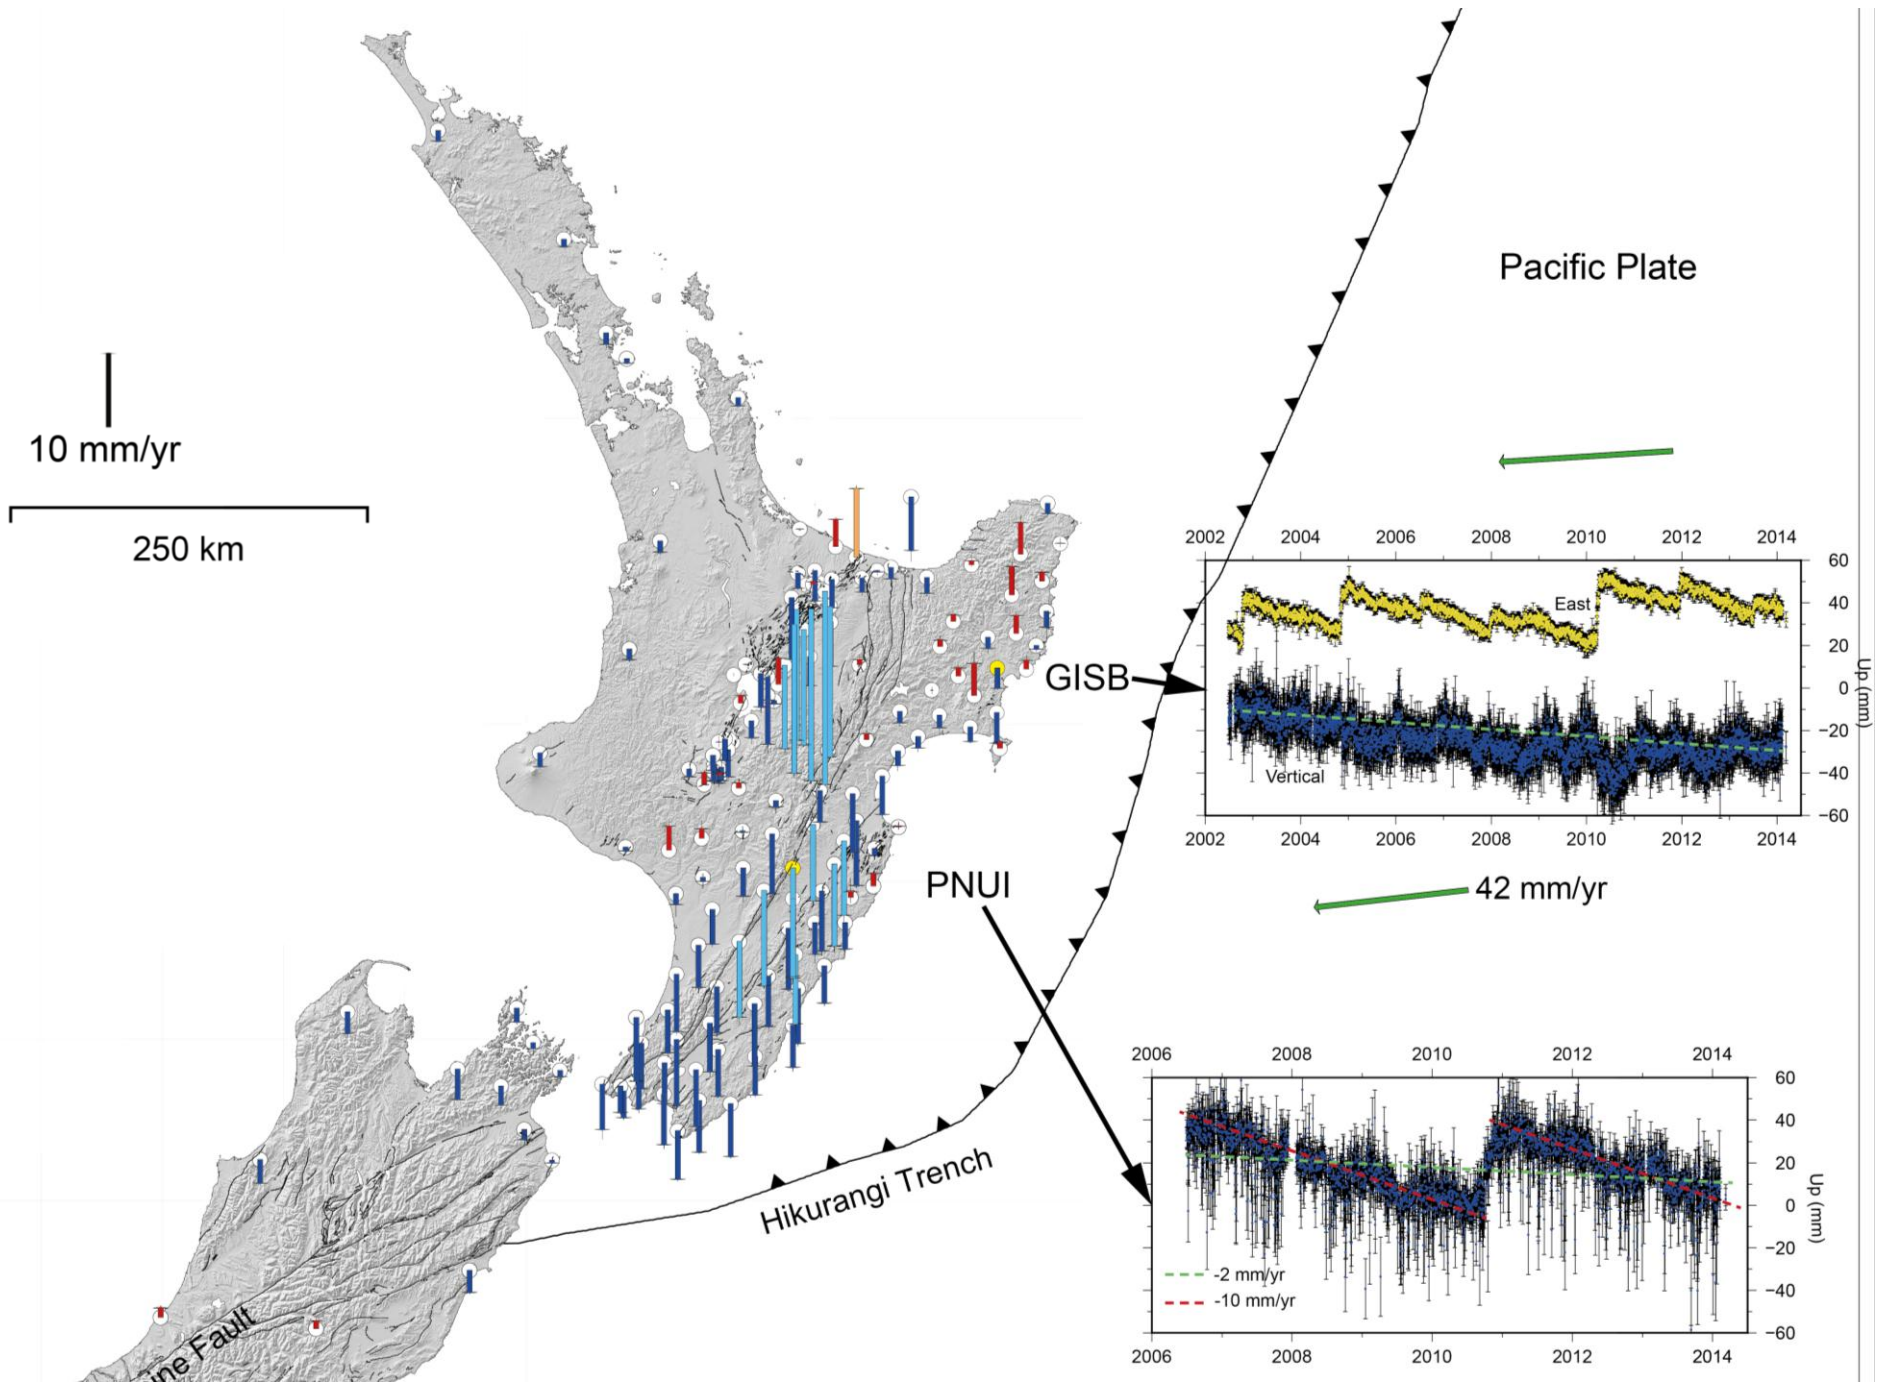 Pacific Plate
10 mm/yr
250 km
2002 2004 2006 2008 2010 2012 2014
60
40
20
0
−20
−40
−60
Up (mm)
East
Vertical
2002 2004 2006 2008 2010 2012 2014
GISB
42 mm/yr
PNUI
2006 2008 2010 2012 2014
60
40
20
0
−20
−40
−60
Up (mm)
-2 mm/yr
-10 mm/yr
2006 2008 2010 2012 2014
Hikurangi Trench
ine Fault